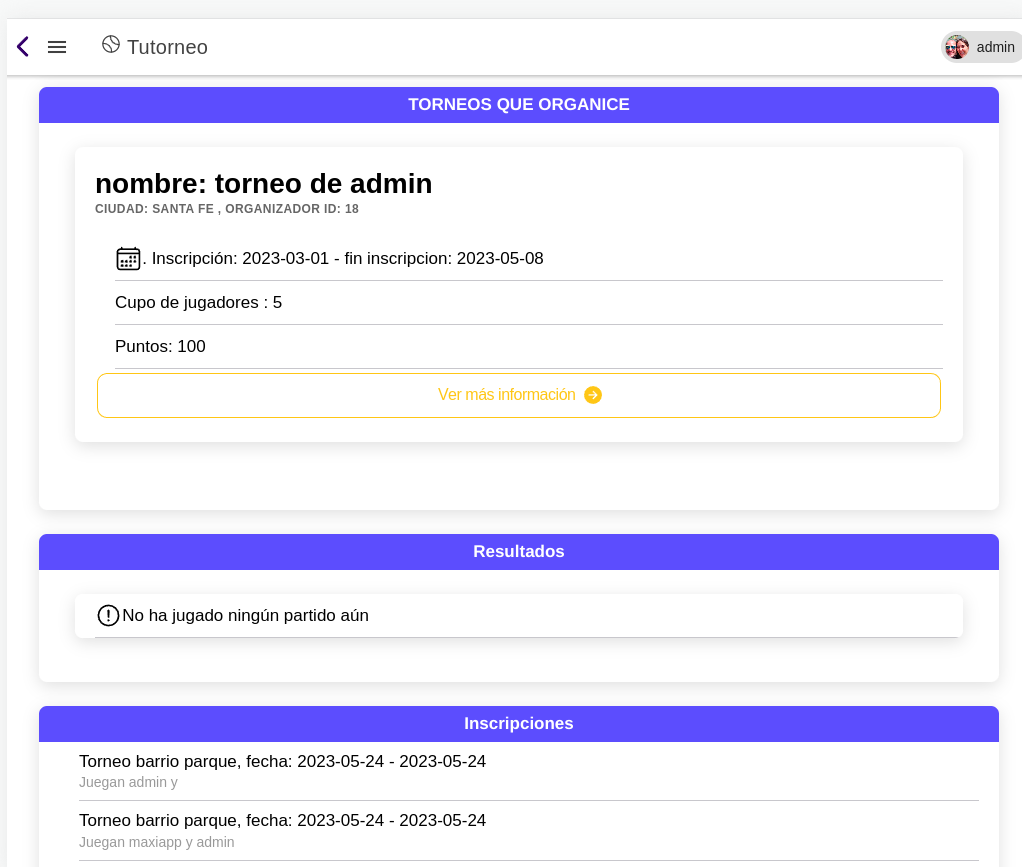 Tutorneo
admin
TORNEOS QUE ORGANICE
nombre: torneo de admin
CIUDAD: SANTA FE , ORGANIZADOR ID: 18
. Inscripción: 2023-03-01 - fin inscripcion: 2023-05-08
Cupo de jugadores : 5
Puntos: 100
Ver más información
Resultados
No ha jugado ningún partido aún
Inscripciones
Torneo barrio parque, fecha: 2023-05-24 - 2023-05-24
Juegan admin y
Torneo barrio parque, fecha: 2023-05-24 - 2023-05-24
Juegan maxiapp y admin